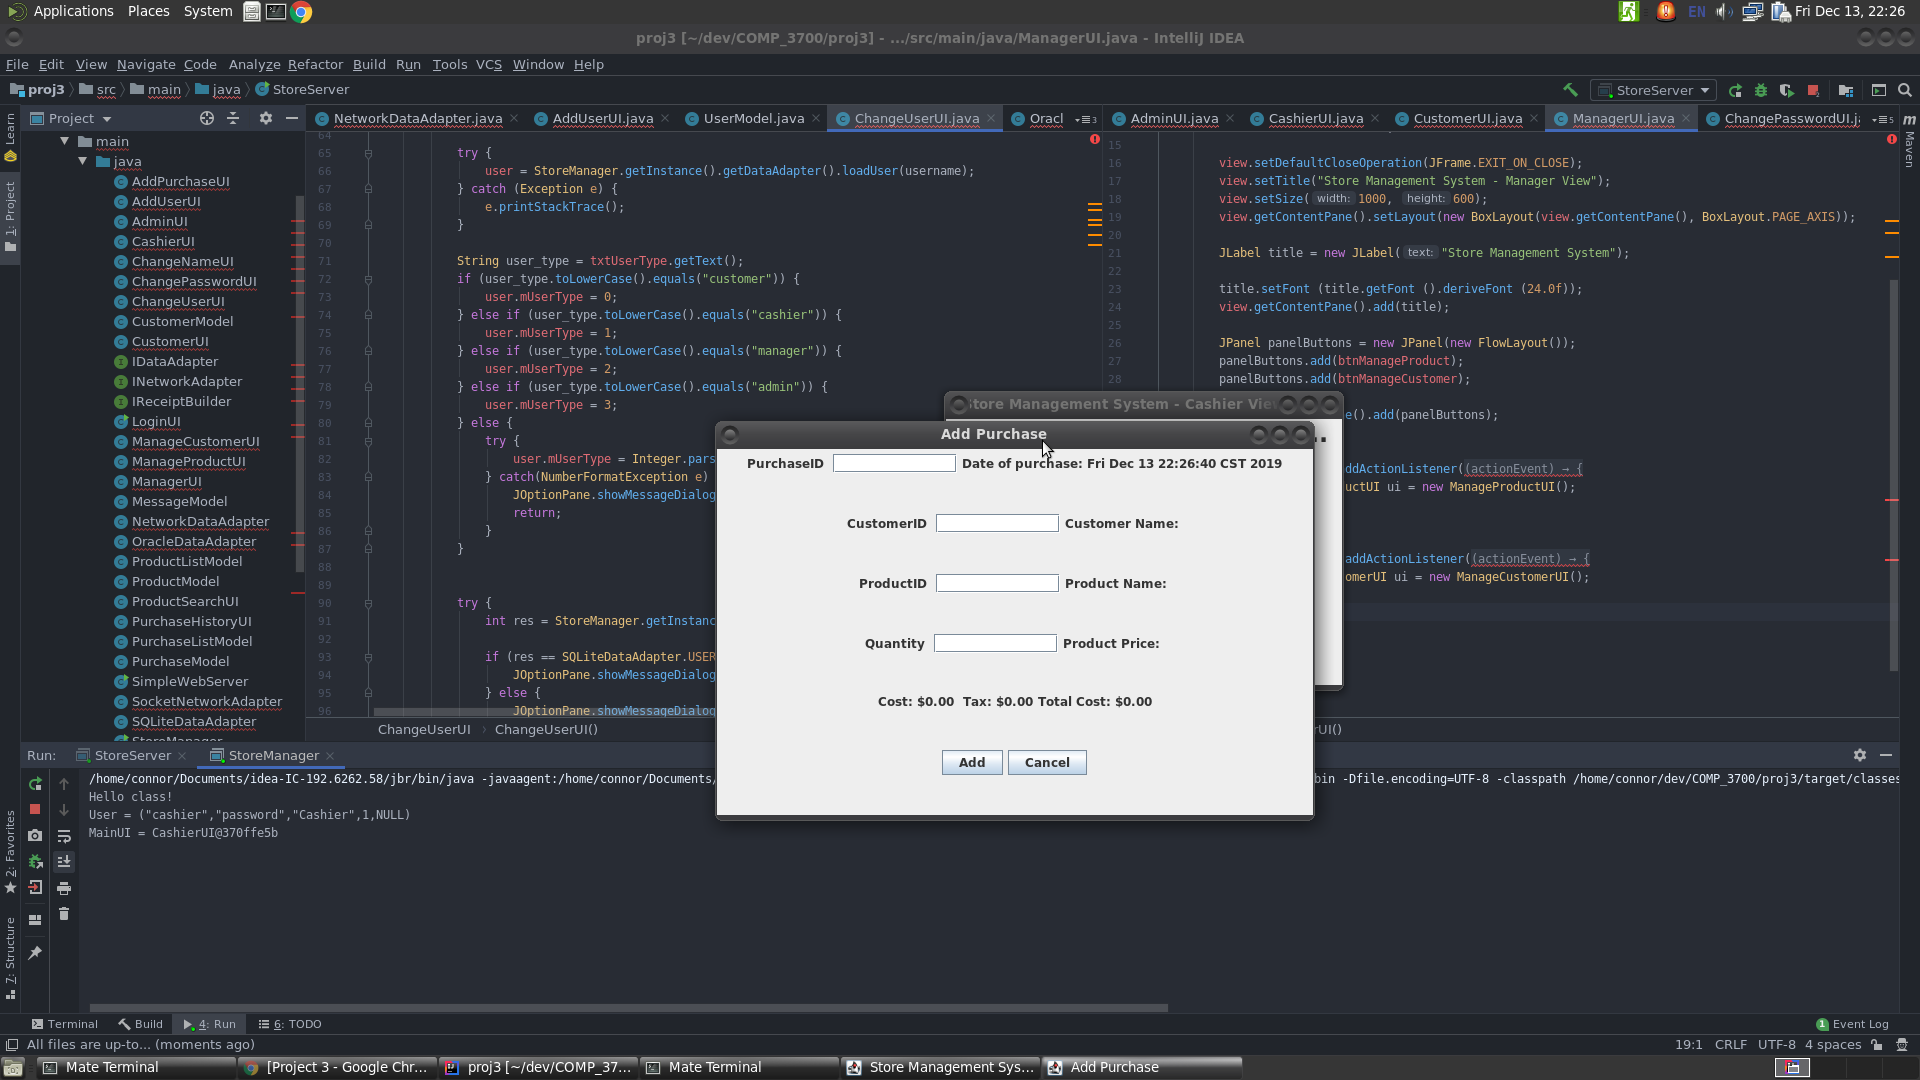 Applications Places System EN Fri Dec 13, 22:26
proj3 [~/dev/COMP_3700/proj3] - .../src/main/java/ManagerUI.java - IntelliJ IDEA
File Edit View Navigate Code Analyze Refactor Build Run Tools VCS Window Help
proj3 src main java StoreServer StoreServer
Learn
1: Project
Project
main
java
AddPurchaseUI
AddUserUI
AdminUI
CashierUI
ChangeNameUI
ChangePasswordUI
ChangeUserUI
CustomerModel
CustomerUI
IDataAdapter
INetworkAdapter
IReceiptBuilder
LoginUI
ManageCustomerUI
ManageProductUI
ManagerUI
MessageModel
NetworkDataAdapter
OracleDataAdapter
ProductListModel
ProductModel
ProductSearchUI
PurchaseHistoryUI
PurchaseListModel
PurchaseModel
SimpleWebServer
SocketNetworkAdapter
SQLiteDataAdapter
NetworkDataAdapter.java AddUserUI.java UserModel.java ChangeUserUI.java Oracl 3
64
65 try {
66 user = StoreManager.getInstance().getDataAdapter().loadUser(username);
67 } catch (Exception e) {
68 e.printStackTrace();
69 }
70
71 String user_type = txtUserType.getText();
72 if (user_type.toLowerCase().equals("customer")) {
73 user.mUserType = 0;
74 } else if (user_type.toLowerCase().equals("cashier")) {
75 user.mUserType = 1;
76 } else if (user_type.toLowerCase().equals("manager")) {
77 user.mUserType = 2;
78 } else if (user_type.toLowerCase().equals("admin")) {
79 user.mUserType = 3;
80 } else {
81 try {
82 user.mUserType = Integer.pars
83 } catch(NumberFormatException e)
84 JOptionPane.showMessageDialog
85 return;
86 }
87 }
88
89
90 try {
91 int res = StoreManager.getInstanc
92
93 if (res == SQLiteDataAdapter.USER
94 JOptionPane.showMessageDialog
95 } else {
96 JOptionPane.showMessageDialog
ChangeUserUI › ChangeUserUI()
AdminUI.java CashierUI.java CustomerUI.java ManagerUI.java ChangePasswordUI.j 5
Maven
15
16 view.setDefaultCloseOperation(JFrame.EXIT_ON_CLOSE);
17 view.setTitle("Store Management System - Manager View");
18 view.setSize( width: 1000, height: 600);
19 view.getContentPane().setLayout(new BoxLayout(view.getContentPane(), BoxLayout.PAGE_AXIS));
20
21 JLabel title = new JLabel( text: "Store Management System");
22
23 title.setFont (title.getFont ().deriveFont (24.0f));
24 view.getContentPane().add(title);
25
26 JPanel panelButtons = new JPanel(new FlowLayout());
27 panelButtons.add(btnManageProduct);
28 panelButtons.add(btnManageCustomer);
e().add(panelButtons);
ddActionListener((actionEvent) → {
uctUI ui = new ManageProductUI();
addActionListener((actionEvent) → {
omerUI ui = new ManageCustomerUI();
rUI()
Store Management System - Cashier Vie
..
Add Purchase
PurchaseID Date of purchase: Fri Dec 13 22:26:40 CST 2019
CustomerID Customer Name:
ProductID Product Name:
Quantity Product Price:
Cost: $0.00 Tax: $0.00 Total Cost: $0.00
Add Cancel
Run: StoreServer StoreManager
/home/connor/Documents/idea-IC-192.6262.58/jbr/bin/java -javaagent:/home/connor/Documents/ bin -Dfile.encoding=UTF-8 -classpath /home/connor/dev/COMP_3700/proj3/target/classes
Hello class!
User = ("cashier","password","Cashier",1,NULL)
MainUI = CashierUI@370ffe5b
2: Favorites
7: Structure
Terminal Build 4: Run 6: TODO 1 Event Log
All files are up-to... (moments ago) 19:1 CRLF UTF-8 4 spaces
Mate Terminal [Project 3 - Google Chr... proj3 [~/dev/COMP_37... Mate Terminal Store Management Sys... Add Purchase